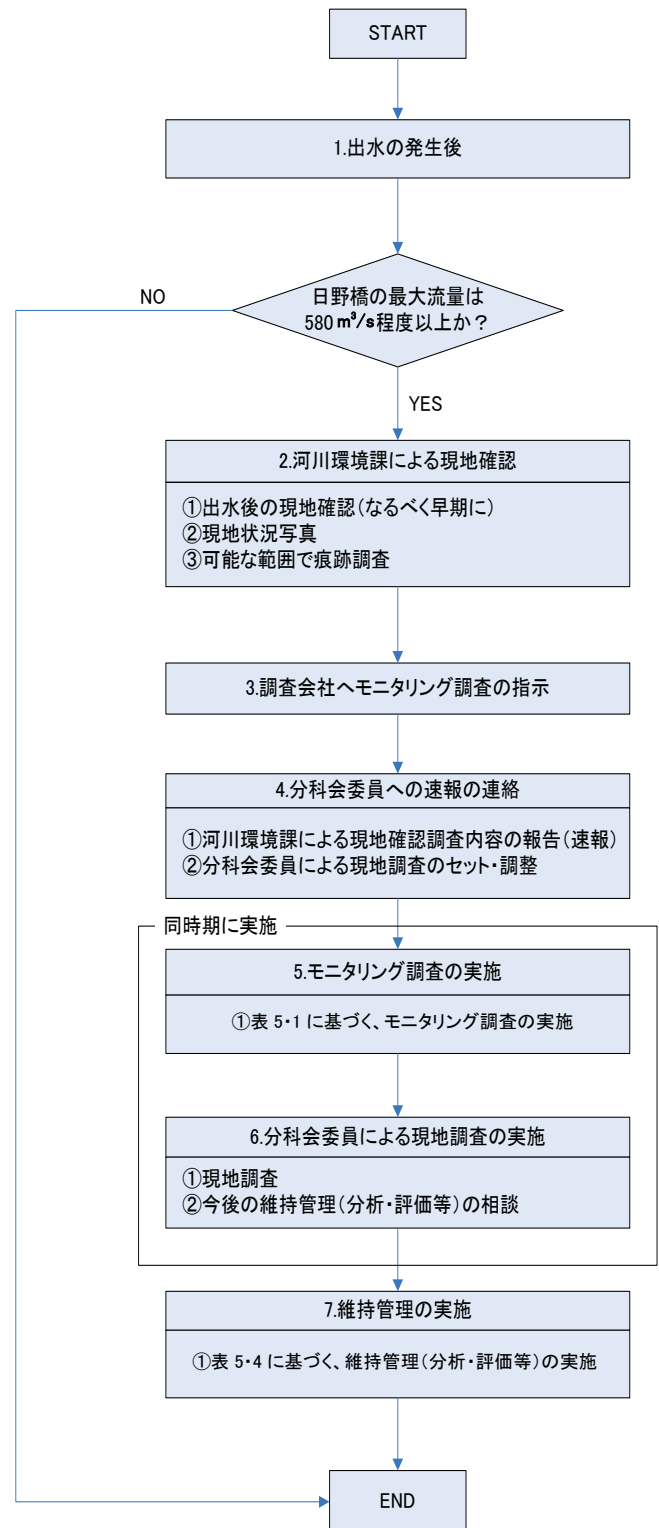 START
1.出水の発生後
日野橋の最大流量は
580 m³/s程度以上か？
NO
YES
2.河川環境課による現地確認
①出水後の現地確認（なるべく早期に）
②現地状況写真
③可能な範囲で痕跡調査
3.調査会社へモニタリング調査の指示
4.分科会委員への速報の連絡
①河川環境課による現地確認調査内容の報告（速報）
②分科会委員による現地調査のセット・調整
同時期に実施
5.モニタリング調査の実施
①表 5・1 に基づく、モニタリング調査の実施
6.分科会委員による現地調査の実施
①現地調査
②今後の維持管理（分析・評価等）の相談
7.維持管理の実施
①表 5・4 に基づく、維持管理（分析・評価等）の実施
END